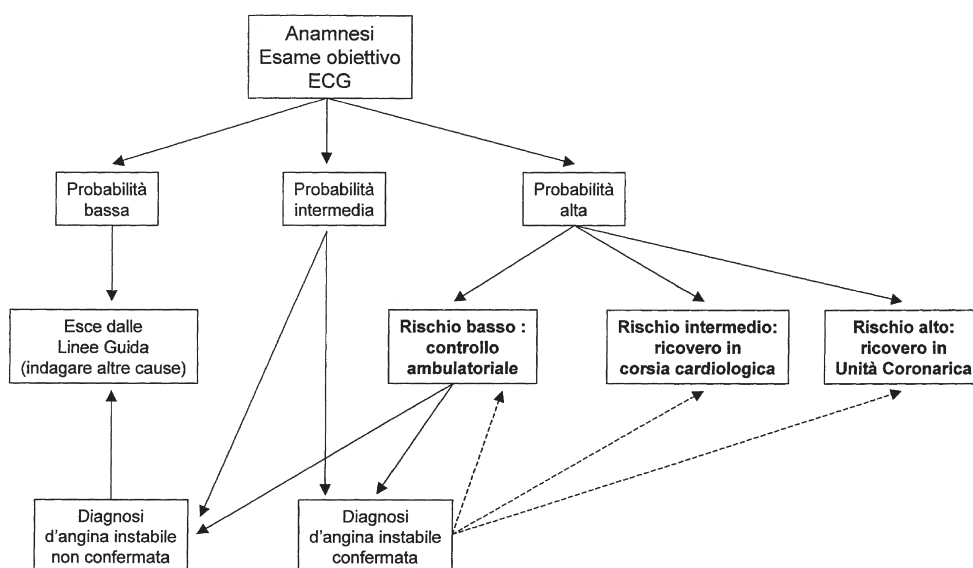 Anamnesi
Esame obiettivo
ECG
Probabilità
bassa
Probabilità
intermedia
Probabilità
alta
Esce dalle
Linee Guida
(indagare altre cause)
Rischio basso :
controllo
ambulatoriale
Rischio intermedio:
ricovero in
corsia cardiologica
Rischio alto:
ricovero in
Unità Coronarica
Diagnosi
d'angina instabile
non confermata
Diagnosi
d'angina instabile
confermata